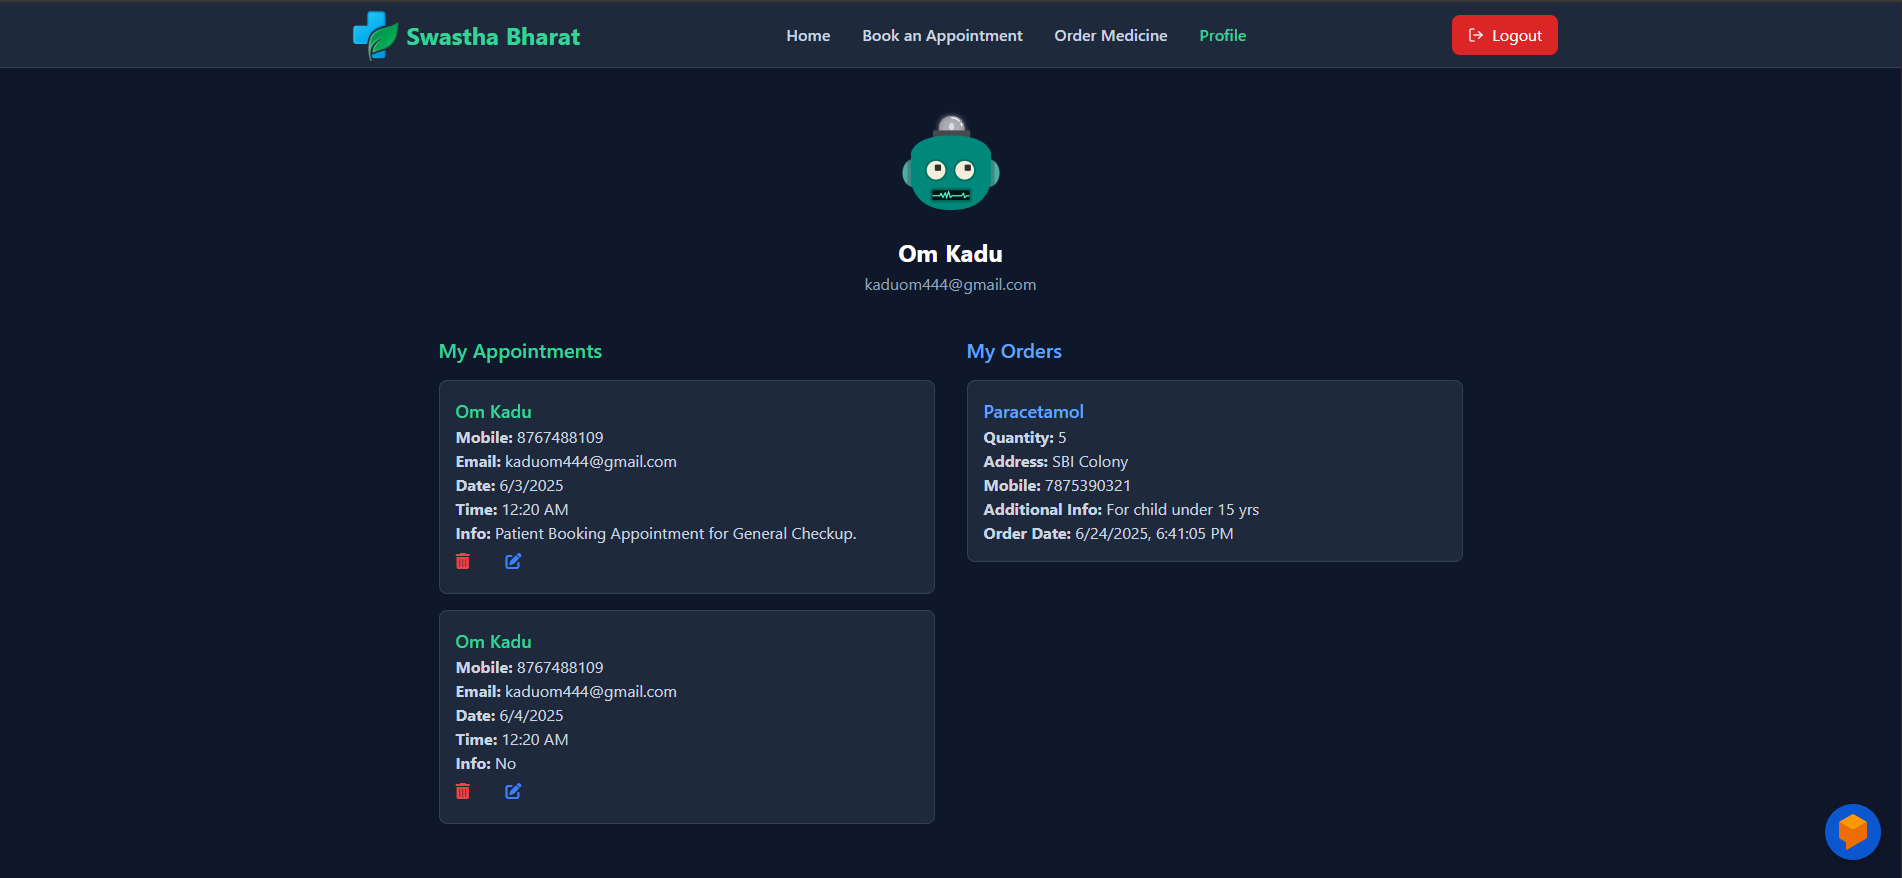 Swastha Bharat
Home
Book an Appointment
Order Medicine
Profile
Logout
Om Kadu
kaduom444@gmail.com
My Appointments
Om Kadu
Mobile: 8767488109
Email: kaduom444@gmail.com
Date: 6/3/2025
Time: 12:20 AM
Info: Patient Booking Appointment for General Checkup.
Om Kadu
Mobile: 8767488109
Email: kaduom444@gmail.com
Date: 6/4/2025
Time: 12:20 AM
Info: No
My Orders
Paracetamol
Quantity: 5
Address: SBI Colony
Mobile: 7875390321
Additional Info: For child under 15 yrs
Order Date: 6/24/2025, 6:41:05 PM